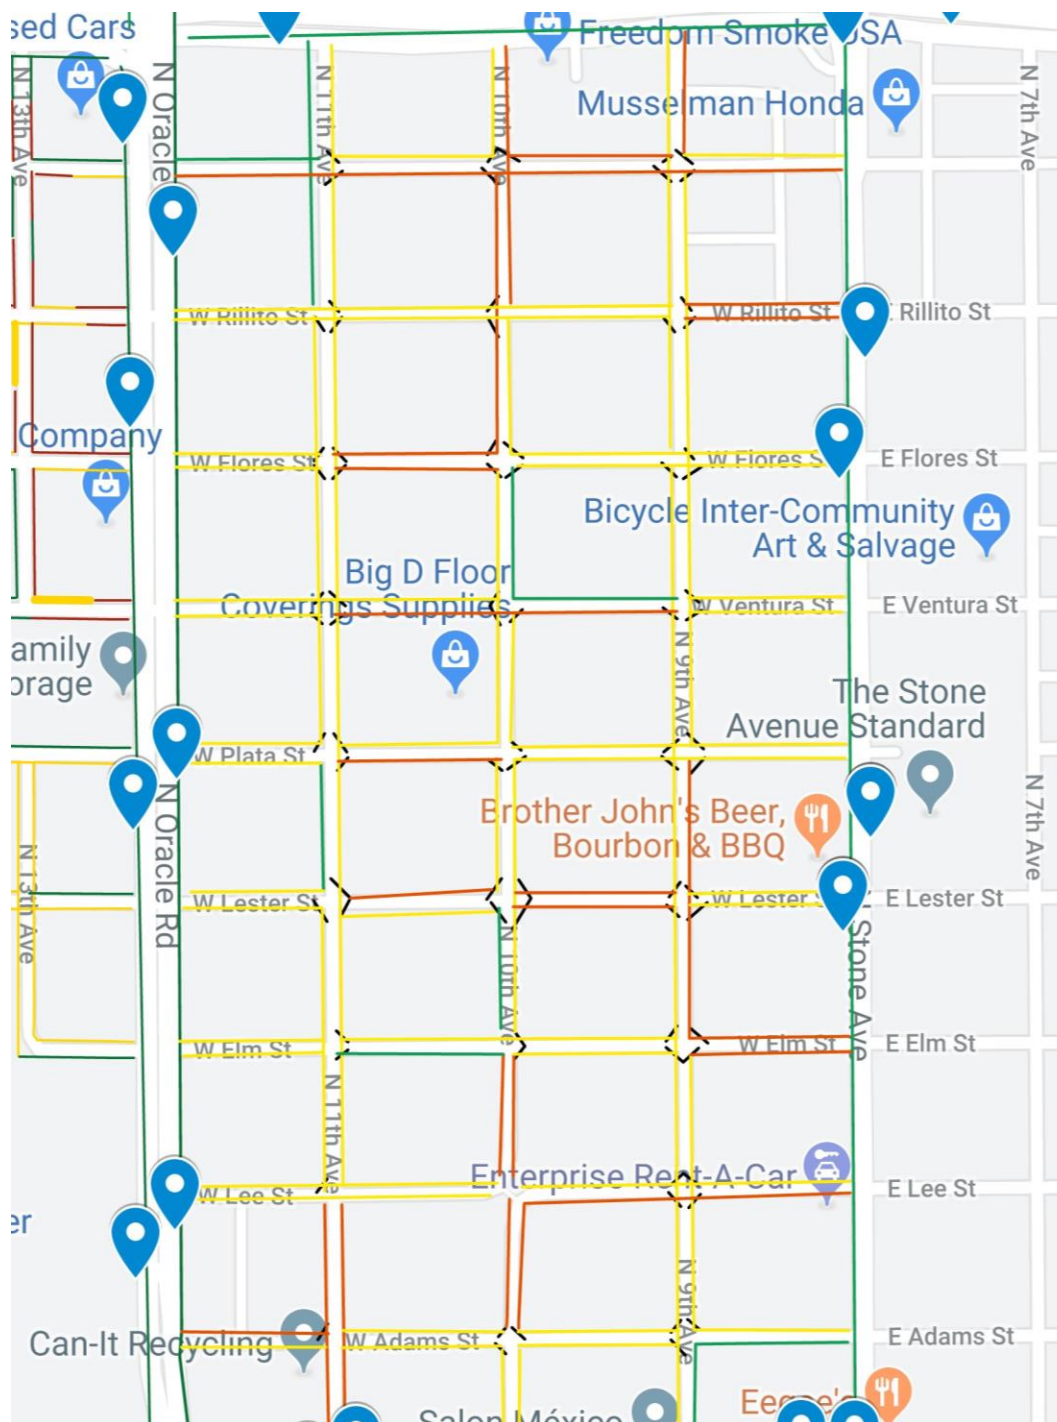 sed Cars
Freedom Smoke USA
N 13th Ave
N Oracle
N 11th Ave
N 10th Ave
Musselman Honda
N 7th Ave
W Rillito St
W Rillito St
E Rillito St
Company
W Flores St
W Flores S
E Flores St
Bicycle Inter-Community
Art & Salvage
Big D Floor
Coverings Supplies
W Ventura St
E Ventura St
amily
orage
N 9th Ave
The Stone
Avenue Standard
W Plata St
N Oracle Rd
Brother John's Beer,
Bourbon & BBQ
N 7th Ave
N 13th Ave
W Lester St
W Lester S
E Lester St
N 10th Ave
Stone Ave
W Elm St
W Elm St
E Elm St
N 11th Ave
Enterprise Rent-A-Car
W Lee St
E Lee St
er
N 9th Ave
Can-It Recycling
W Adams St
E Adams St
Eegee's
Salon México